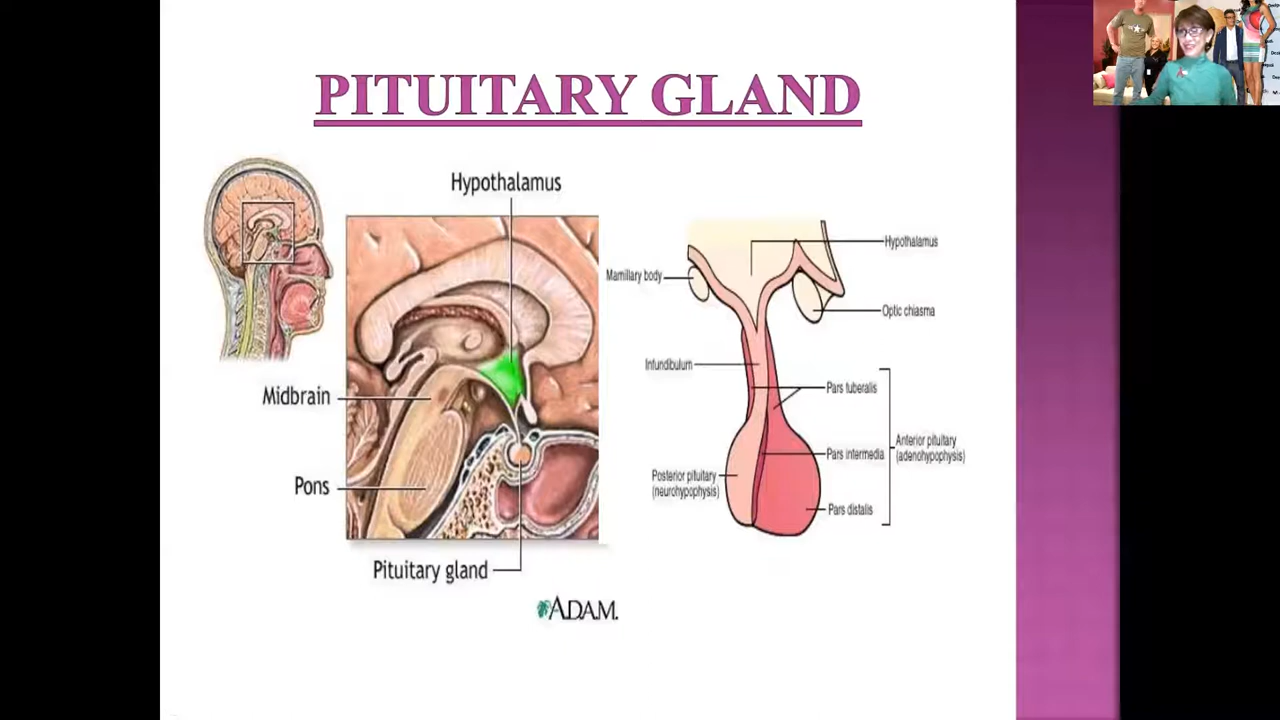 PITUITARY GLAND
Hypothalamus
Midbrain
Pons
Pituitary gland
A.D.A.M.
Hypothalamus
Mamillary body
Optic chiasma
Infundibulum
Pars tuberalis
Anterior pituitary
(adenohypophysis)
Pars intermedia
Posterior pituitary
(neurohypophysis)
Pars distalis